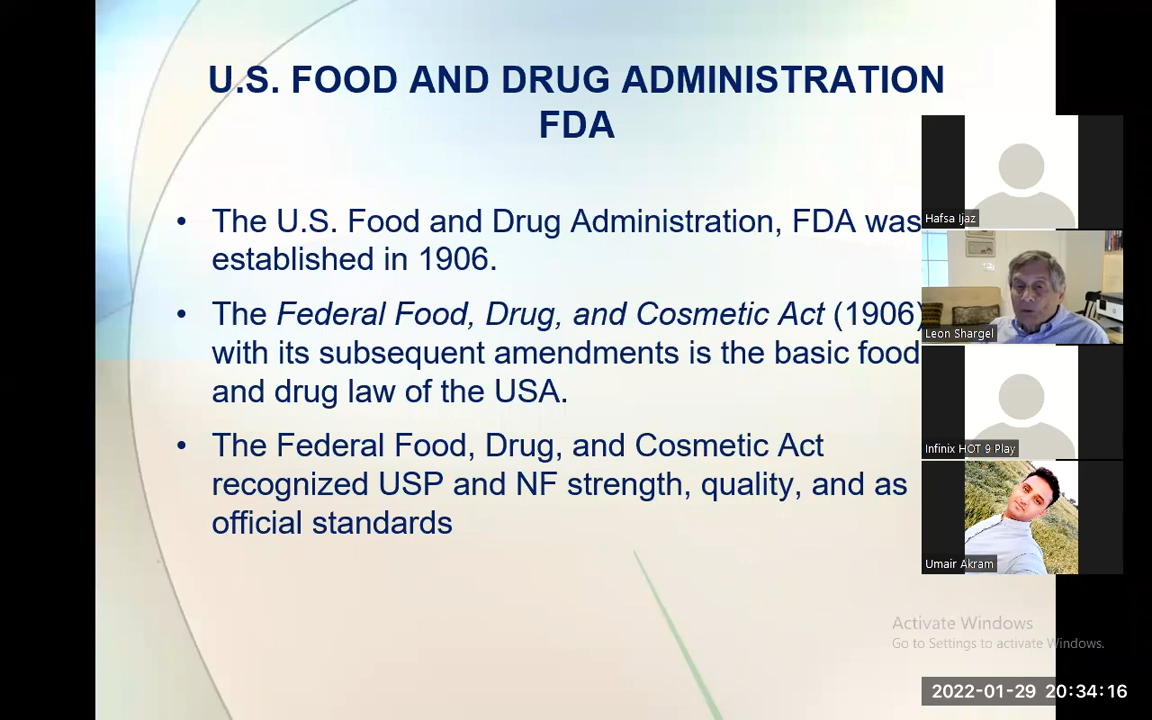 U.S. FOOD AND DRUG ADMINISTRATION
FDA
• The U.S. Food and Drug Administration, FDA was
established in 1906.
• The Federal Food, Drug, and Cosmetic Act (1906)
with its subsequent amendments is the basic food
and drug law of the USA.
• The Federal Food, Drug, and Cosmetic Act
recognized USP and NF strength, quality, and as
official standards
Hafsa Ijaz
Leon Shargel
Infinix HOT 9 Play
Umair Akram
Activate Windows
Go to Settings to activate Windows.
2022-01-29 20:34:16